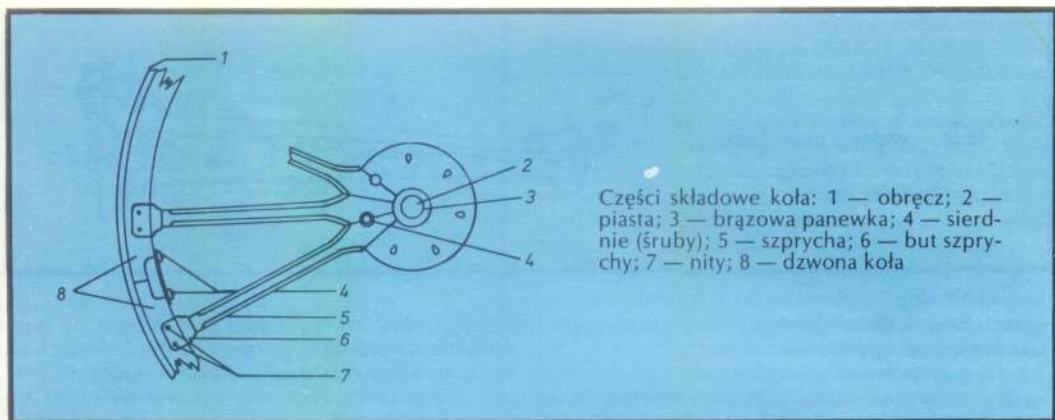 1
2
3
Części składowe koła: 1 — obręcz; 2 —
piasta; 3 — brązowa panewka; 4 — sierd-
nie (śruby); 5 — szprycha; 6 — but szpry-
chy; 7 — nity; 8 — dzwona koła
4
8
4
5
6
7